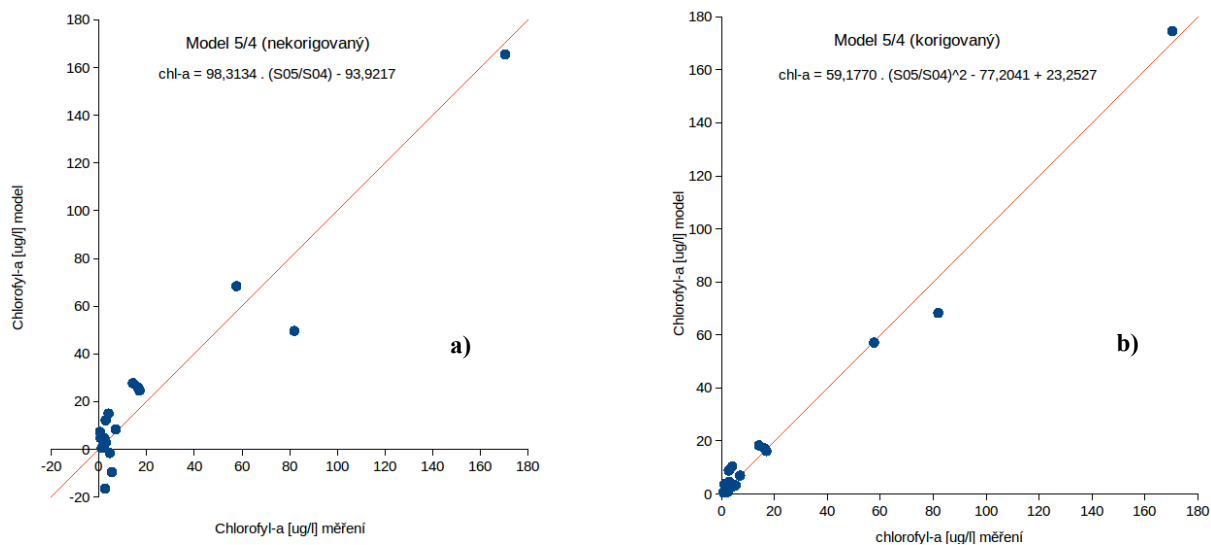 Model 5/4 (nekorigovaný)
chl-a = 98,3134 . (S05/S04) - 93,9217
Chlorofyl-a [ug/l] model
180
160
140
120
100
80
60
40
20
0
-20
-20 0 20 40 60 80 100 120 140 160 180
Chlorofyl-a [ug/l] měření
a)
Model 5/4 (korigovaný)
chl-a = 59,1770 . (S05/S04)^2 - 77,2041 + 23,2527
Chlorofyl-a [ug/l] model
180
160
140
120
100
80
60
40
20
0
0 20 40 60 80 100 120 140 160 180
chlorofyl-a [ug/l] měření
b)